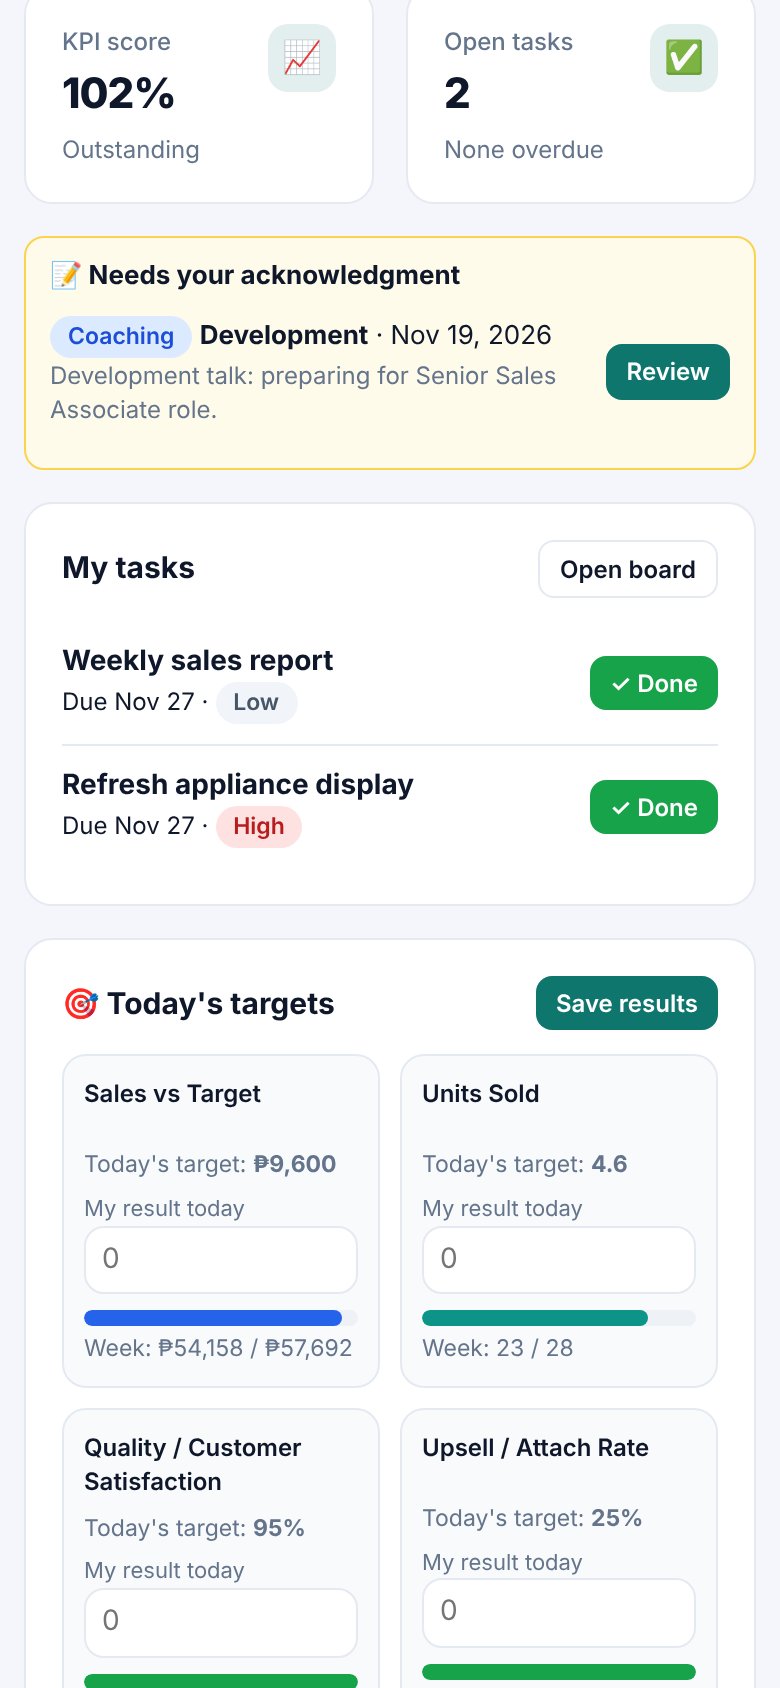 KPI score
102%
Outstanding
Open tasks
2
None overdue
Needs your acknowledgment
Coaching Development · Nov 19, 2026
Development talk: preparing for Senior Sales
Associate role.
Review
My tasks
Open board
Weekly sales report
Due Nov 27 · Low
✓ Done
Refresh appliance display
Due Nov 27 · High
✓ Done
Today's targets
Save results
Sales vs Target
Today's target: ₱9,600
My result today
0
Week: ₱54,158 / ₱57,692
Units Sold
Today's target: 4.6
My result today
0
Week: 23 / 28
Quality / Customer
Satisfaction
Today's target: 95%
My result today
0
Upsell / Attach Rate
Today's target: 25%
My result today
0